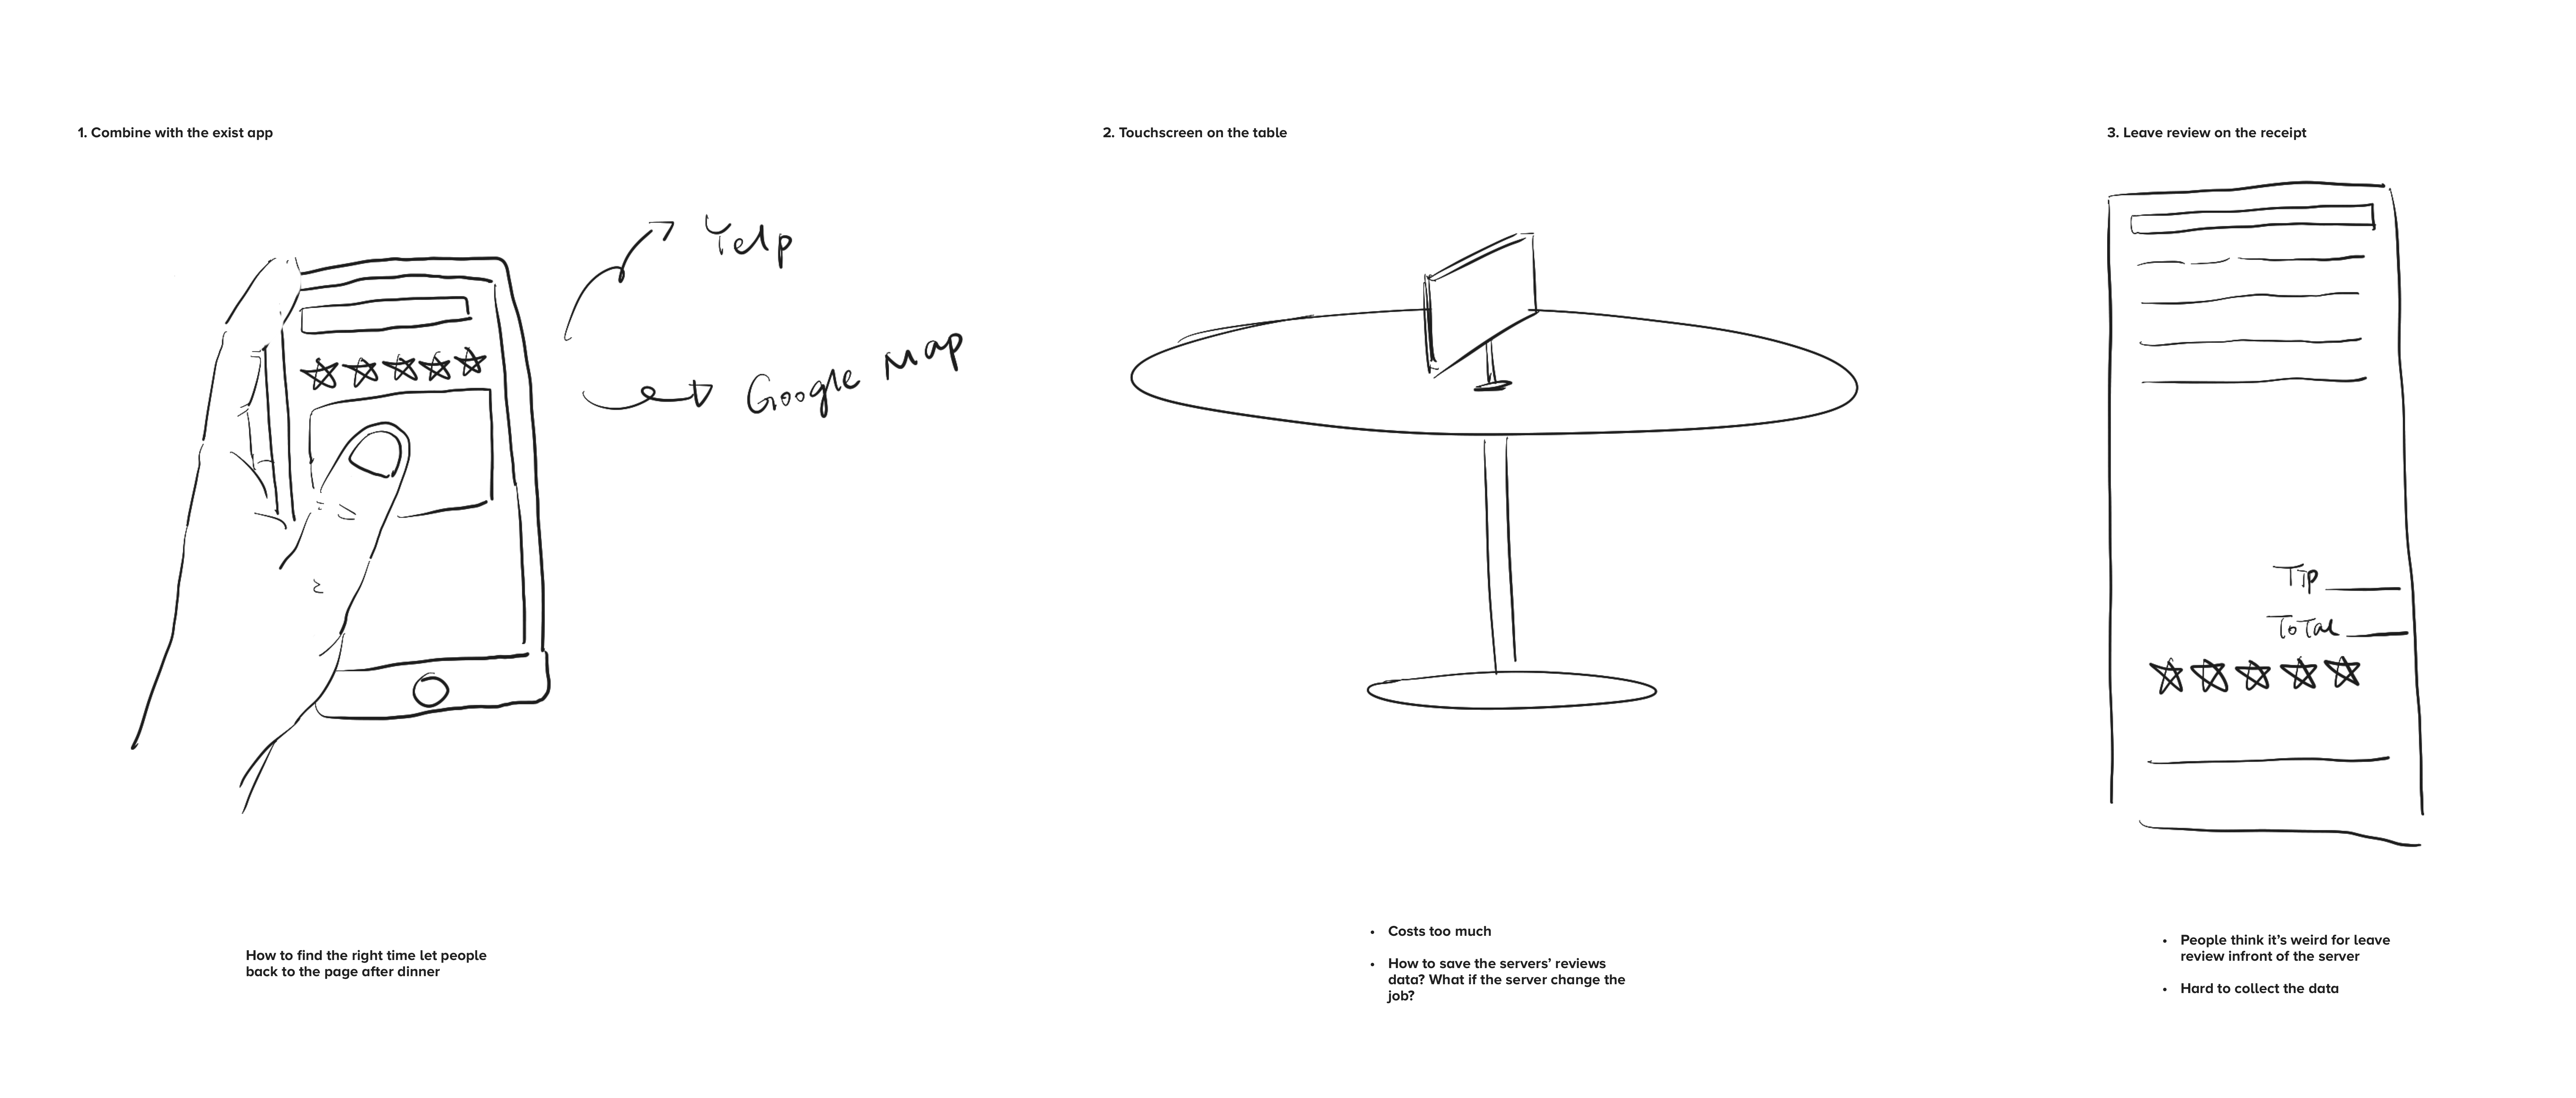 1. Combine with the exist app
Yelp
Google Map
How to find the right time let people
back to the page after dinner
2. Touchscreen on the table
• Costs too much
• How to save the servers’ reviews
data? What if the server change the
job?
3. Leave review on the receipt
Tip
Total
• People think it’s weird for leave
review infront of the server
• Hard to collect the data